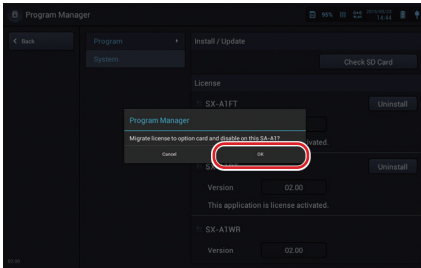 Program Manager
98%
14:44
Back
Program
System
Install / Update
Check SD Card
License
SX-A1FT
Uninstall
Program Manager
Migrate license to option card and disable on this SA-A1?
Cancel
OK
Uninstall
Version
02.00
This application is license activated.
SX-A1WR
Version
02.00